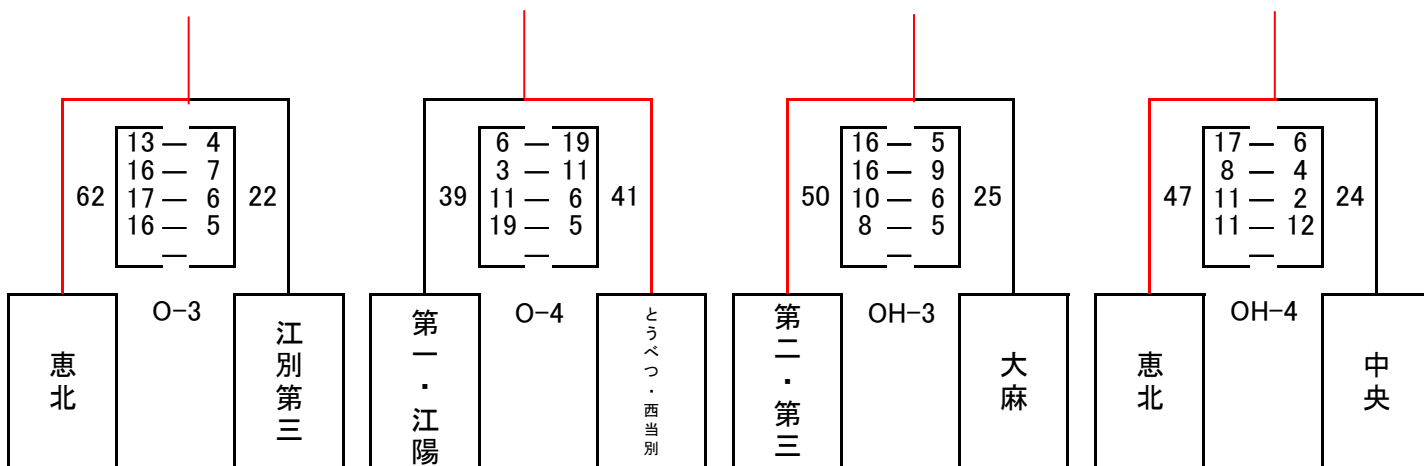 13 — 4
16 — 7
62 17 — 6 22
16 — 5
—
O-3
恵北
江別第三
6 — 19
3 — 11
39 11 — 6 41
19 — 5
—
O-4
第一・江陽
とうべつ・西当別
16 — 5
16 — 9
50 10 — 6 25
8 — 5
—
OH-3
第二・第三
大麻
17 — 6
8 — 4
47 11 — 2 24
11 — 12
—
OH-4
恵北
中央